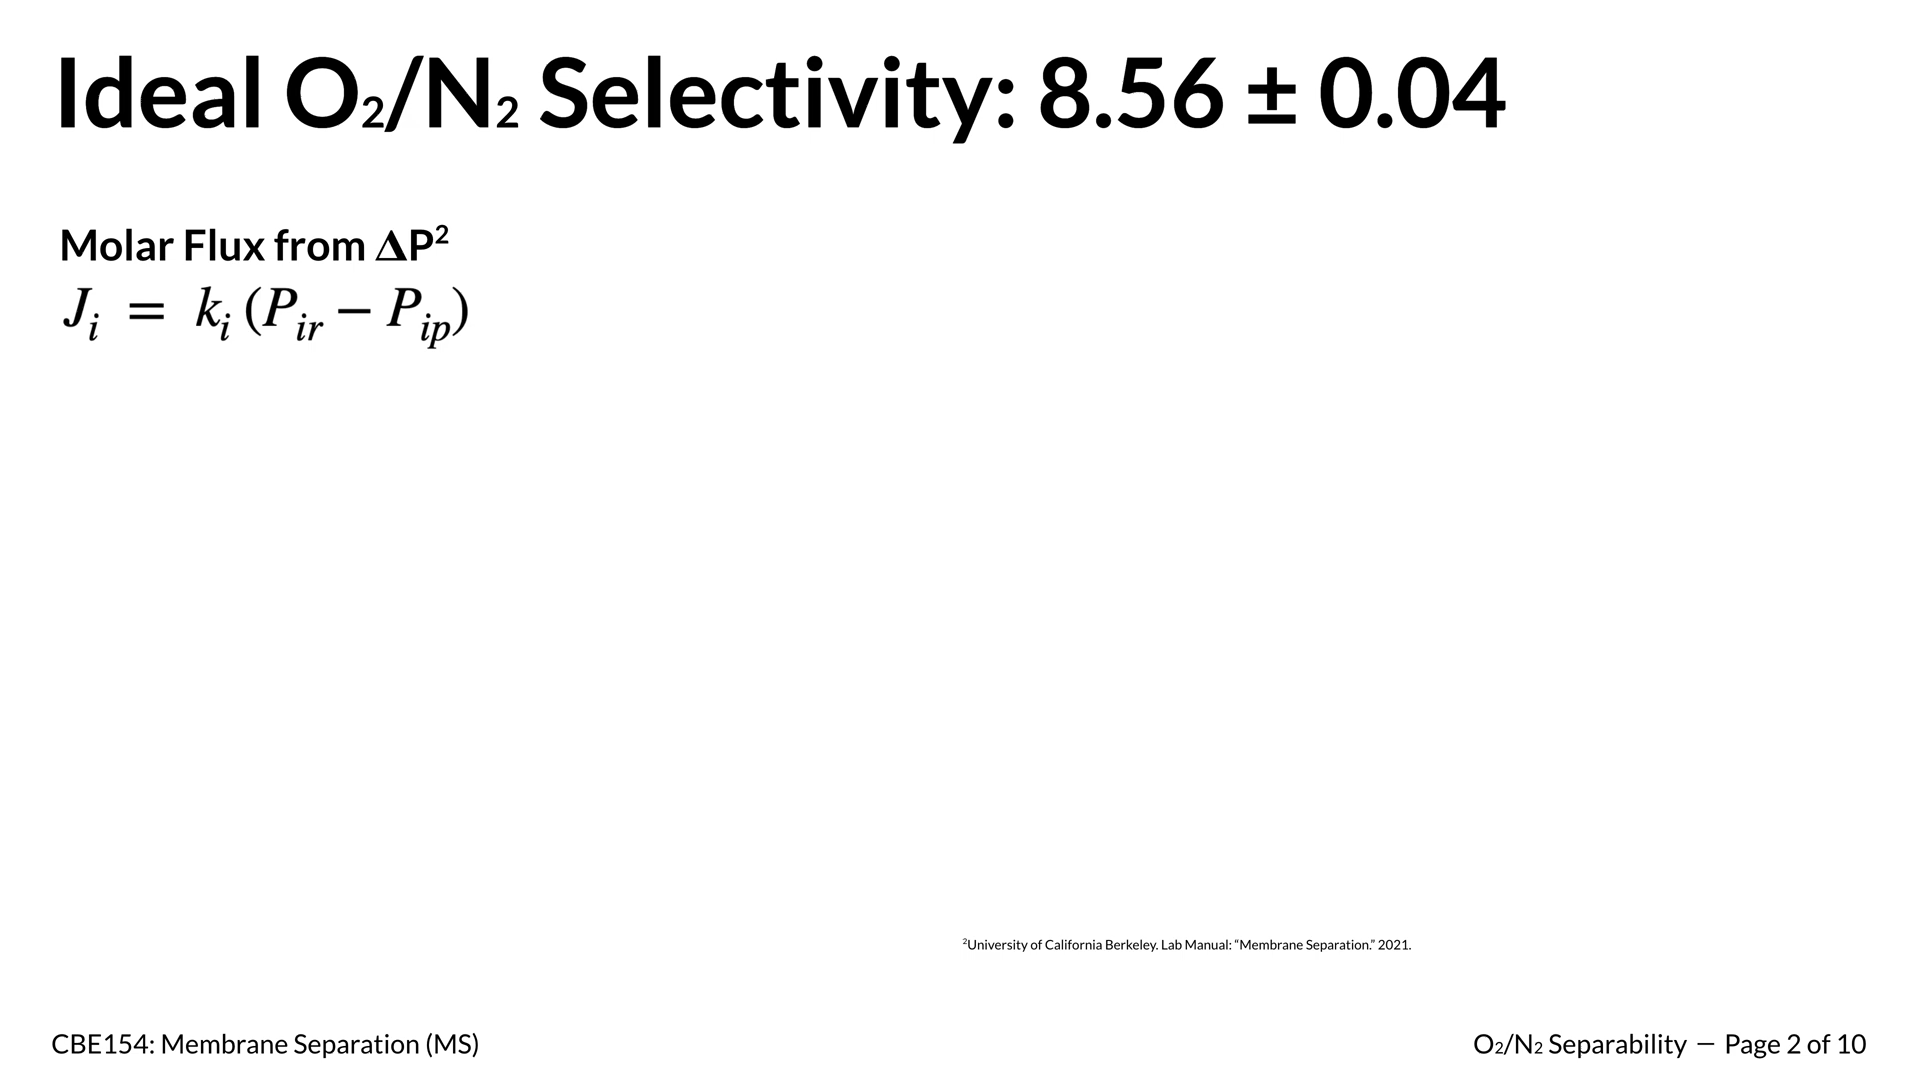 Ideal O₂/N₂ Selectivity: 8.56 ± 0.04
Molar Flux from ΔP²
Jᵢ = kᵢ (Pᵢᵣ − Pᵢₚ)
²University of California Berkeley. Lab Manual: “Membrane Separation.” 2021.
CBE154: Membrane Separation (MS)
O₂/N₂ Separability — Page 2 of 10